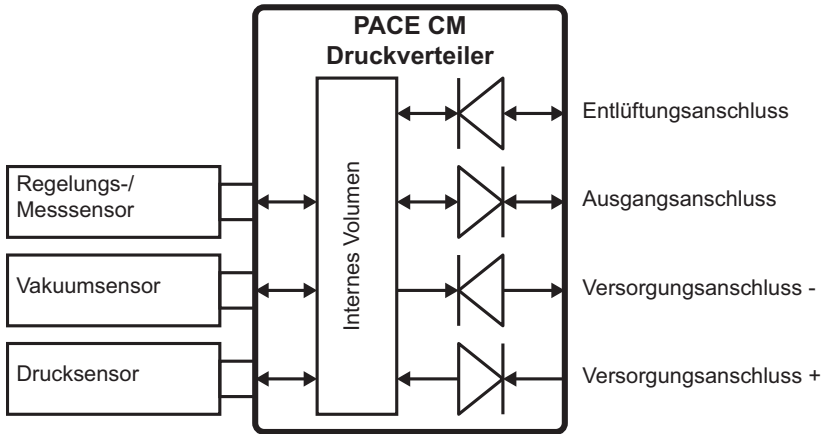 PACE CM
Druckverteiler
Entlüftungsanschluss
Regelungs-/
Messsensor
Internes Volumen
Ausgangsanschluss
Vakuumsensor
Versorgungsanschluss -
Drucksensor
Versorgungsanschluss +